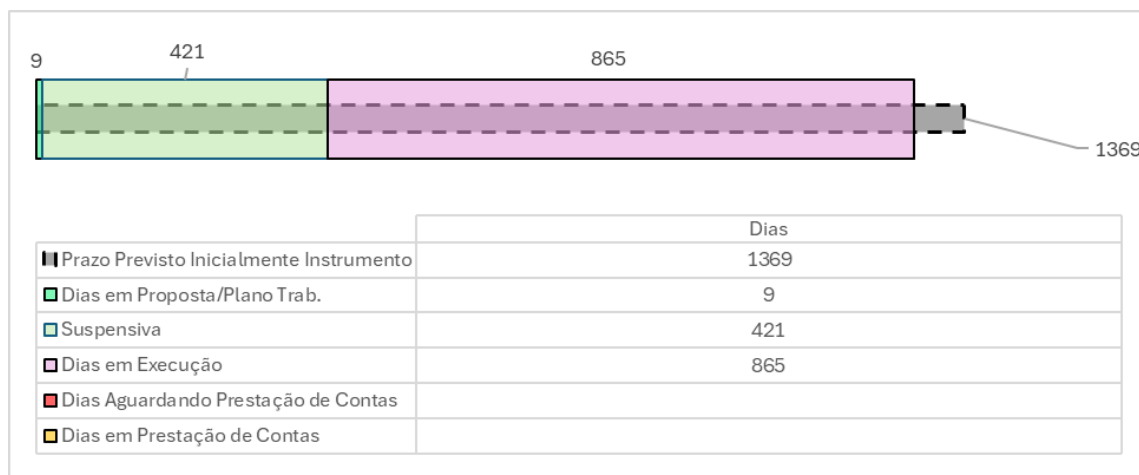 9
421
865
1369
Dias
Prazo Previsto Inicialmente Instrumento 1369
Dias em Proposta/Plano Trab. 9
Suspensiva 421
Dias em Execução 865
Dias Aguardando Prestação de Contas
Dias em Prestação de Contas